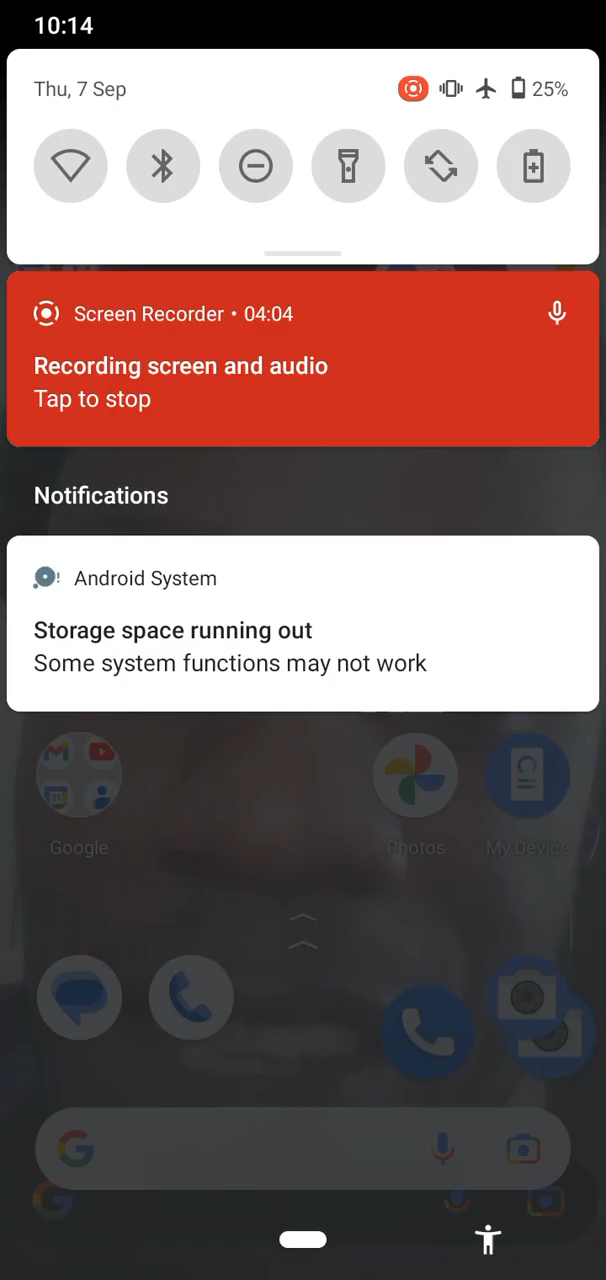 10:14
Thu, 7 Sep
25%
Screen Recorder • 04:04
Recording screen and audio
Tap to stop
Notifications
Android System
Storage space running out
Some system functions may not work
31
Google
Photos
My Device